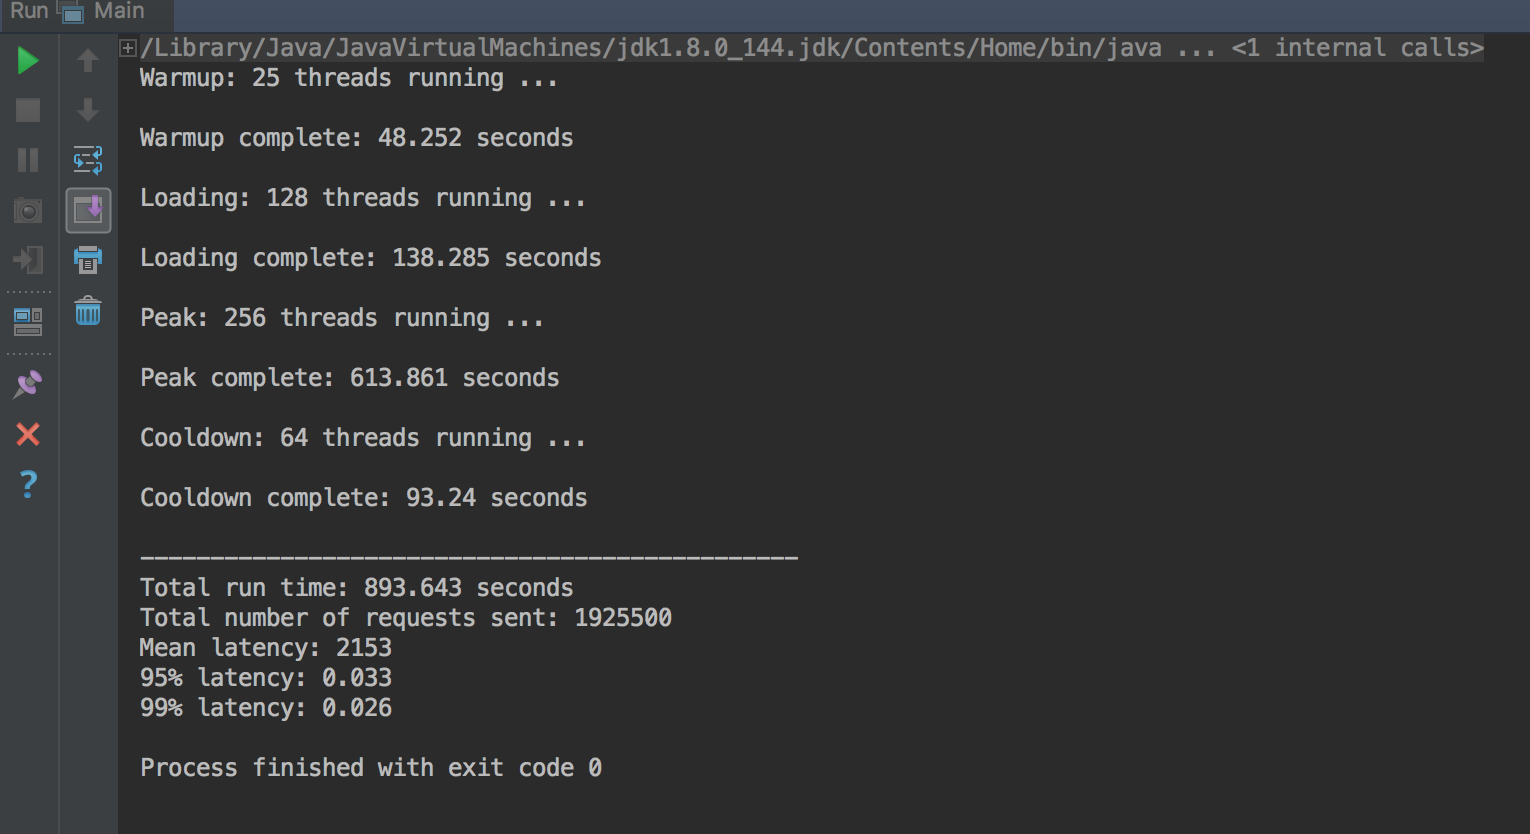 Run Main
/Library/Java/JavaVirtualMachines/jdk1.8.0_144.jdk/Contents/Home/bin/java ... <1 internal calls>
Warmup: 25 threads running ...
Warmup complete: 48.252 seconds
Loading: 128 threads running ...
Loading complete: 138.285 seconds
Peak: 256 threads running ...
Peak complete: 613.861 seconds
Cooldown: 64 threads running ...
Cooldown complete: 93.24 seconds
_______________________________________________
Total run time: 893.643 seconds
Total number of requests sent: 1925500
Mean latency: 2153
95% latency: 0.033
99% latency: 0.026
Process finished with exit code 0